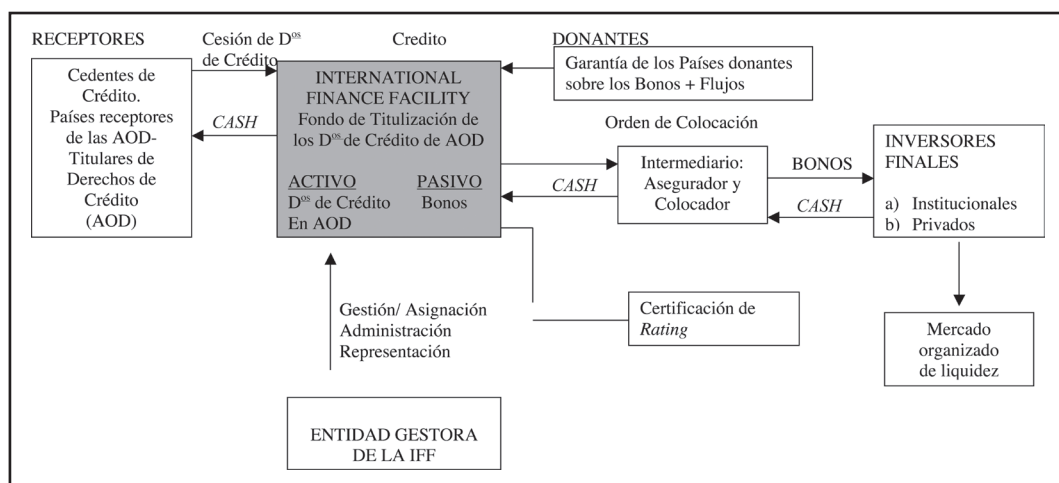 RECEPTORES
Cesión de Dos
de Crédito
Credito
DONANTES
Cedentes de
Crédito.
Países receptores
de las AOD-
Titulares de
Derechos de
Crédito
(AOD)
CASH
INTERNATIONAL
FINANCE FACILITY
Fondo de Titulización de
los Dos de Crédito de AOD
ACTIVO PASIVO
Dos de Crédito Bonos
En AOD
Garantía de los Países donantes
sobre los Bonos + Flujos
Orden de Colocación
CASH
Intermediario:
Asegurador y
Colocador
BONOS
CASH
INVERSORES
FINALES
a) Institucionales
b) Privados
Gestión/ Asignación
Administración
Representación
Certificación de
Rating
Mercado
organizado
de liquidez
ENTIDAD GESTORA
DE LA IFF